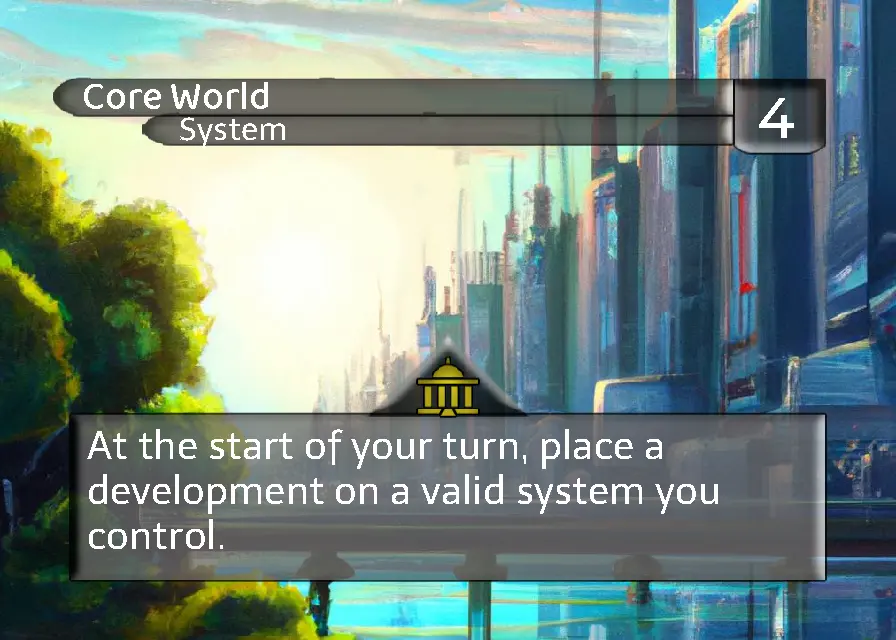 Core World
System
4
At the start of your turn, place a
development on a valid system you
control.